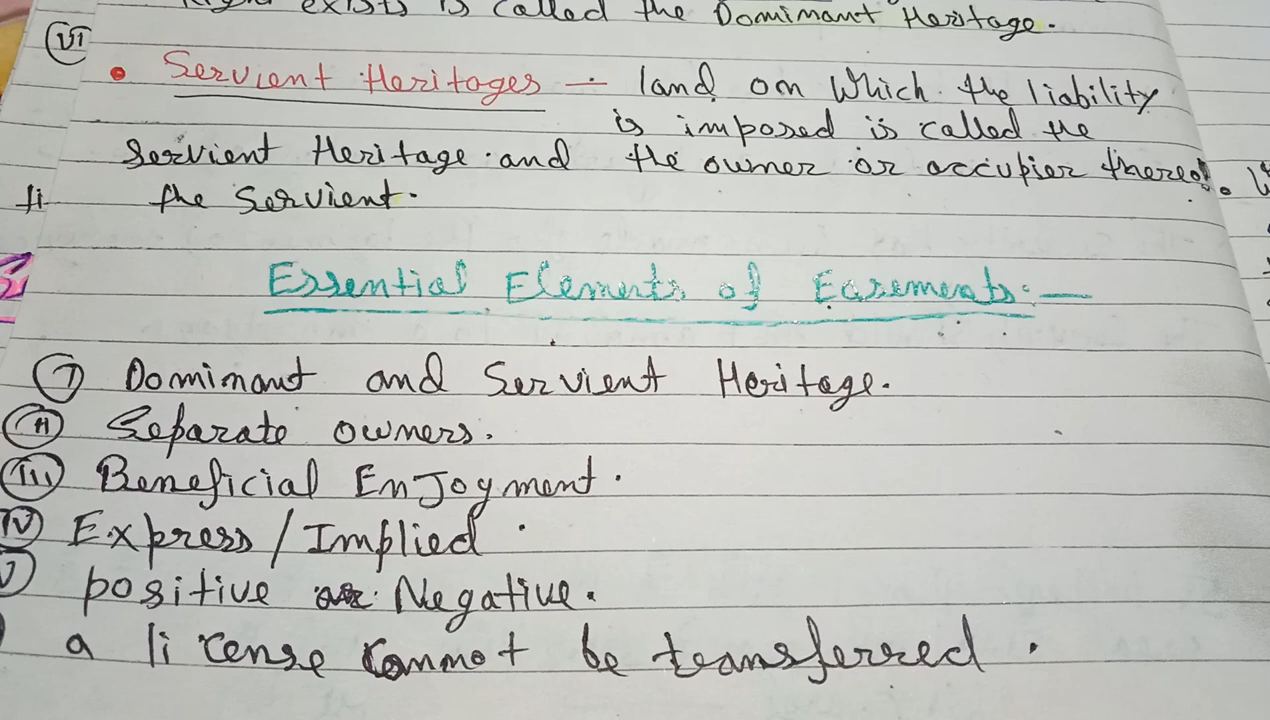 exists is called the Dominant Heritage.
(VI)
• Servient Heritages — land on which the liability
is imposed is called the
Servient Heritage and the owner or occupier thereof.
the Servient.
Essential Elements of Easements:—
(I) Dominant and Servient Heritage.
(II) Separate owners.
(III) Beneficial Enjoyment.
(IV) Express/Implied
positive or Negative.
a license cannot be transferred.